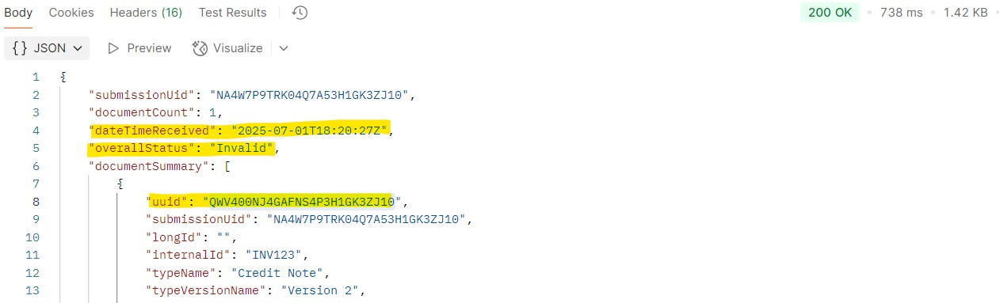 Body Cookies Headers (16) Test Results 200 OK • 738 ms • 1.42 KB •
{} JSON Preview Visualize
1 {
2 "submissionUid": "NA4W7P9TRK04Q7A53H1GK3ZJ10",
3 "documentCount": 1,
4 "dateTimeReceived": "2025-07-01T18:20:27Z",
5 "overallStatus": "Invalid",
6 "documentSummary": [
7 {
8 "uuid": "QWV400NJ4GAFNS4P3H1GK3ZJ10",
9 "submissionUid": "NA4W7P9TRK04Q7A53H1GK3ZJ10",
10 "longId": "",
11 "internalId": "INV123",
12 "typeName": "Credit Note",
13 "typeVersionName": "Version 2",